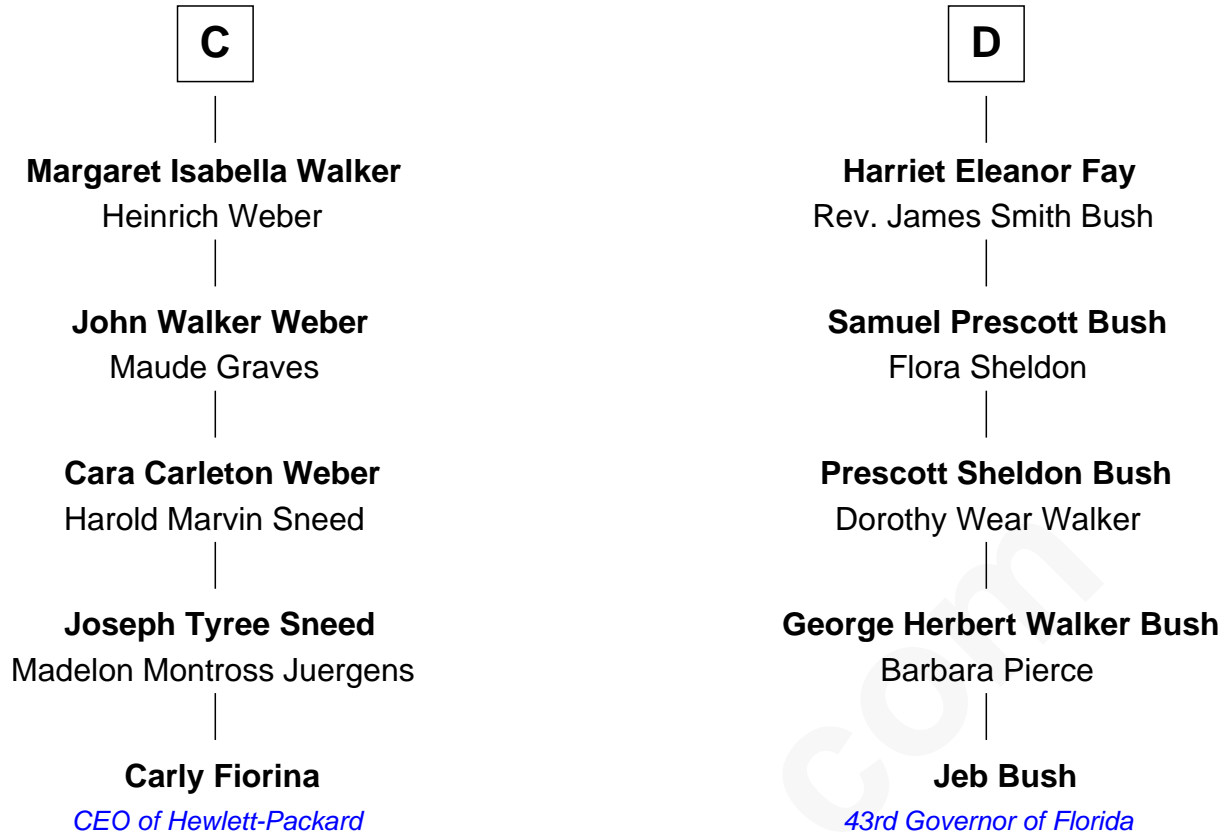 C
Margaret Isabella Walker
Heinrich Weber
John Walker Weber
Maude Graves
Cara Carleton Weber
Harold Marvin Sneed
Joseph Tyree Sneed
Madelon Montross Juergens
Carly Fiorina
CEO of Hewlett-Packard
D
Harriet Eleanor Fay
Rev. James Smith Bush
Samuel Prescott Bush
Flora Sheldon
Prescott Sheldon Bush
Dorothy Wear Walker
George Herbert Walker Bush
Barbara Pierce
Jeb Bush
43rd Governor of Florida
com